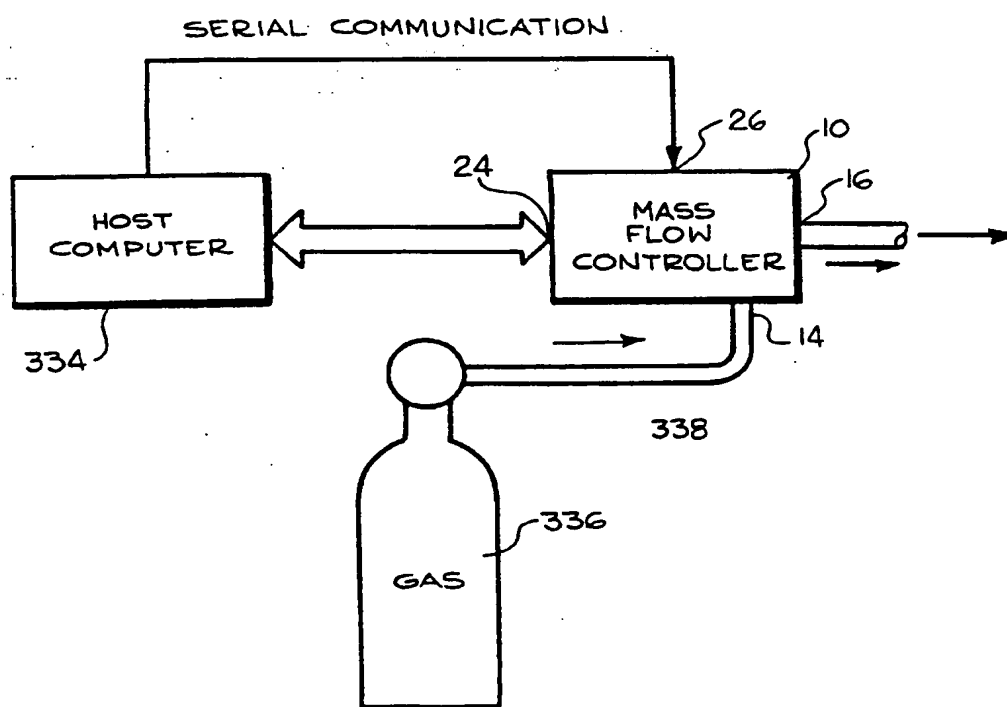 SERIAL COMMUNICATION
26
10
24
16
HOST
COMPUTER
MASS
FLOW
CONTROLLER
334
14
338
336
GAS